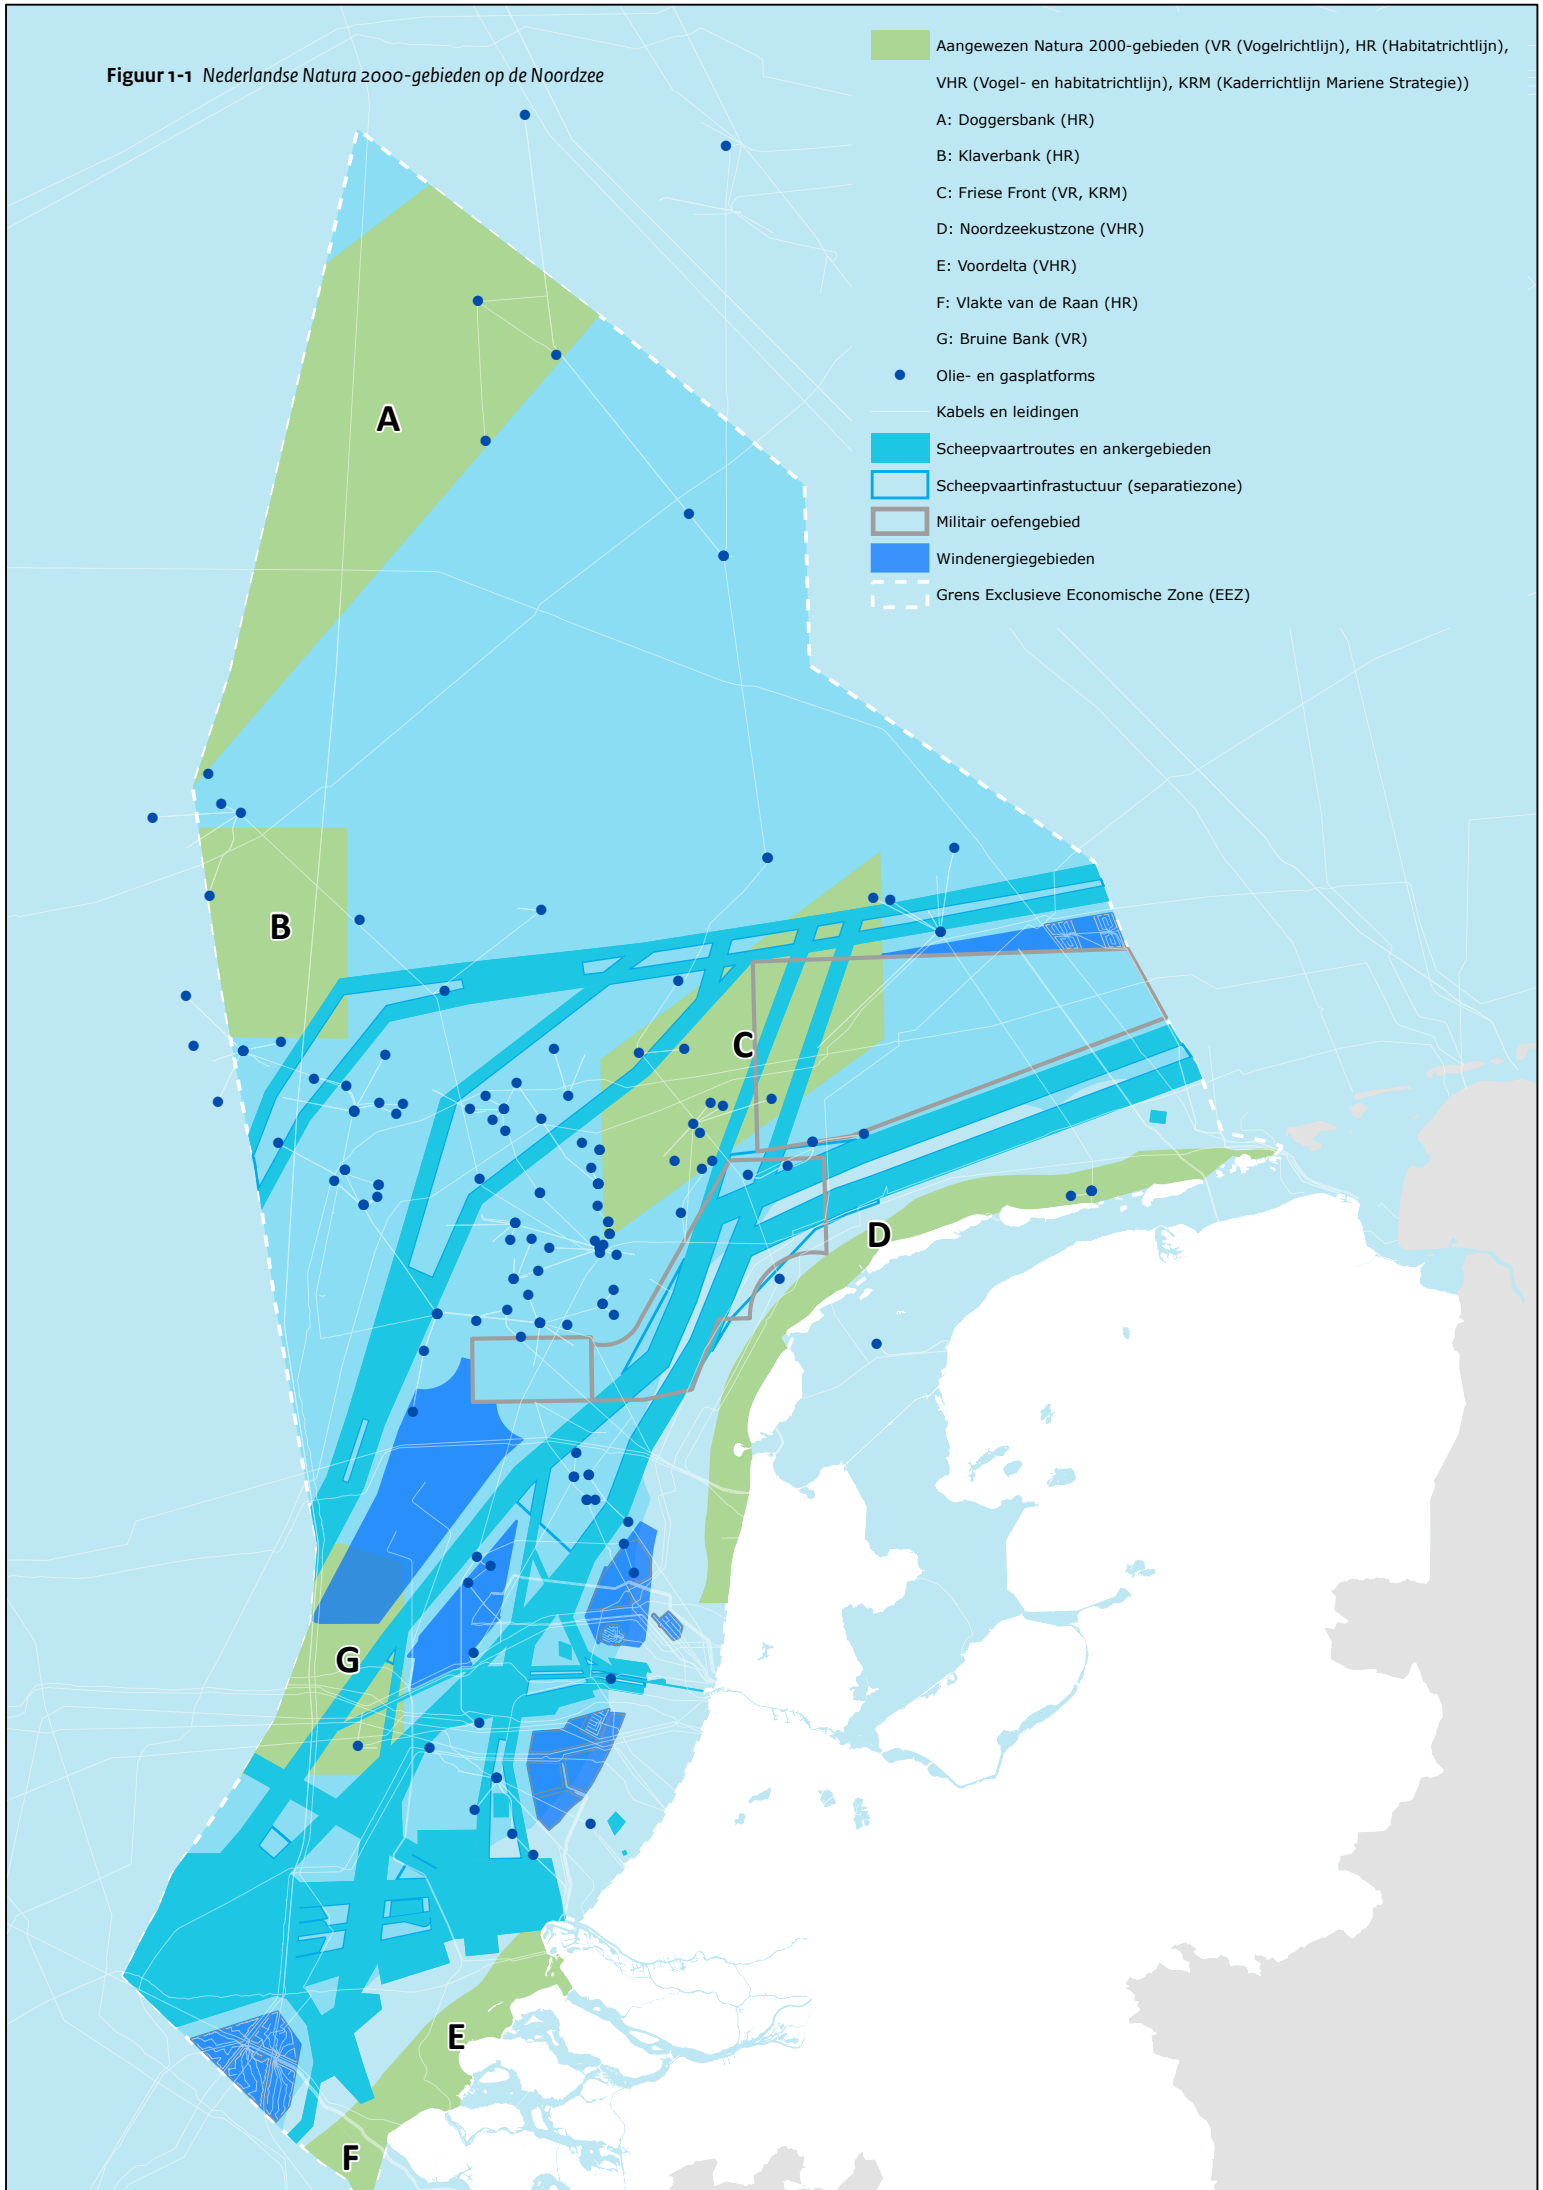 Figuur 1-1 Nederlandse Natura 2000-gebieden op de Noordzee
Aangewezen Natura 2000-gebieden (VR (Vogelrichtlijn), HR (Habitatrichtlijn),
VHR (Vogel- en habitatrichtlijn), KRM (Kaderrichtlijn Mariene Strategie))
A: Doggersbank (HR)
B: Klaverbank (HR)
C: Friese Front (VR, KRM)
D: Noordzeekustzone (VHR)
E: Voordelta (VHR)
F: Vlakte van de Raan (HR)
G: Bruine Bank (VR)
Olie- en gasplatforms
Kabels en leidingen
Scheepvaartroutes en ankergebieden
Scheepvaartinfrastuctuur (separatiezone)
Militair oefengebied
Windenergiegebieden
Grens Exclusieve Economische Zone (EEZ)
A
B
C
D
G
E
F